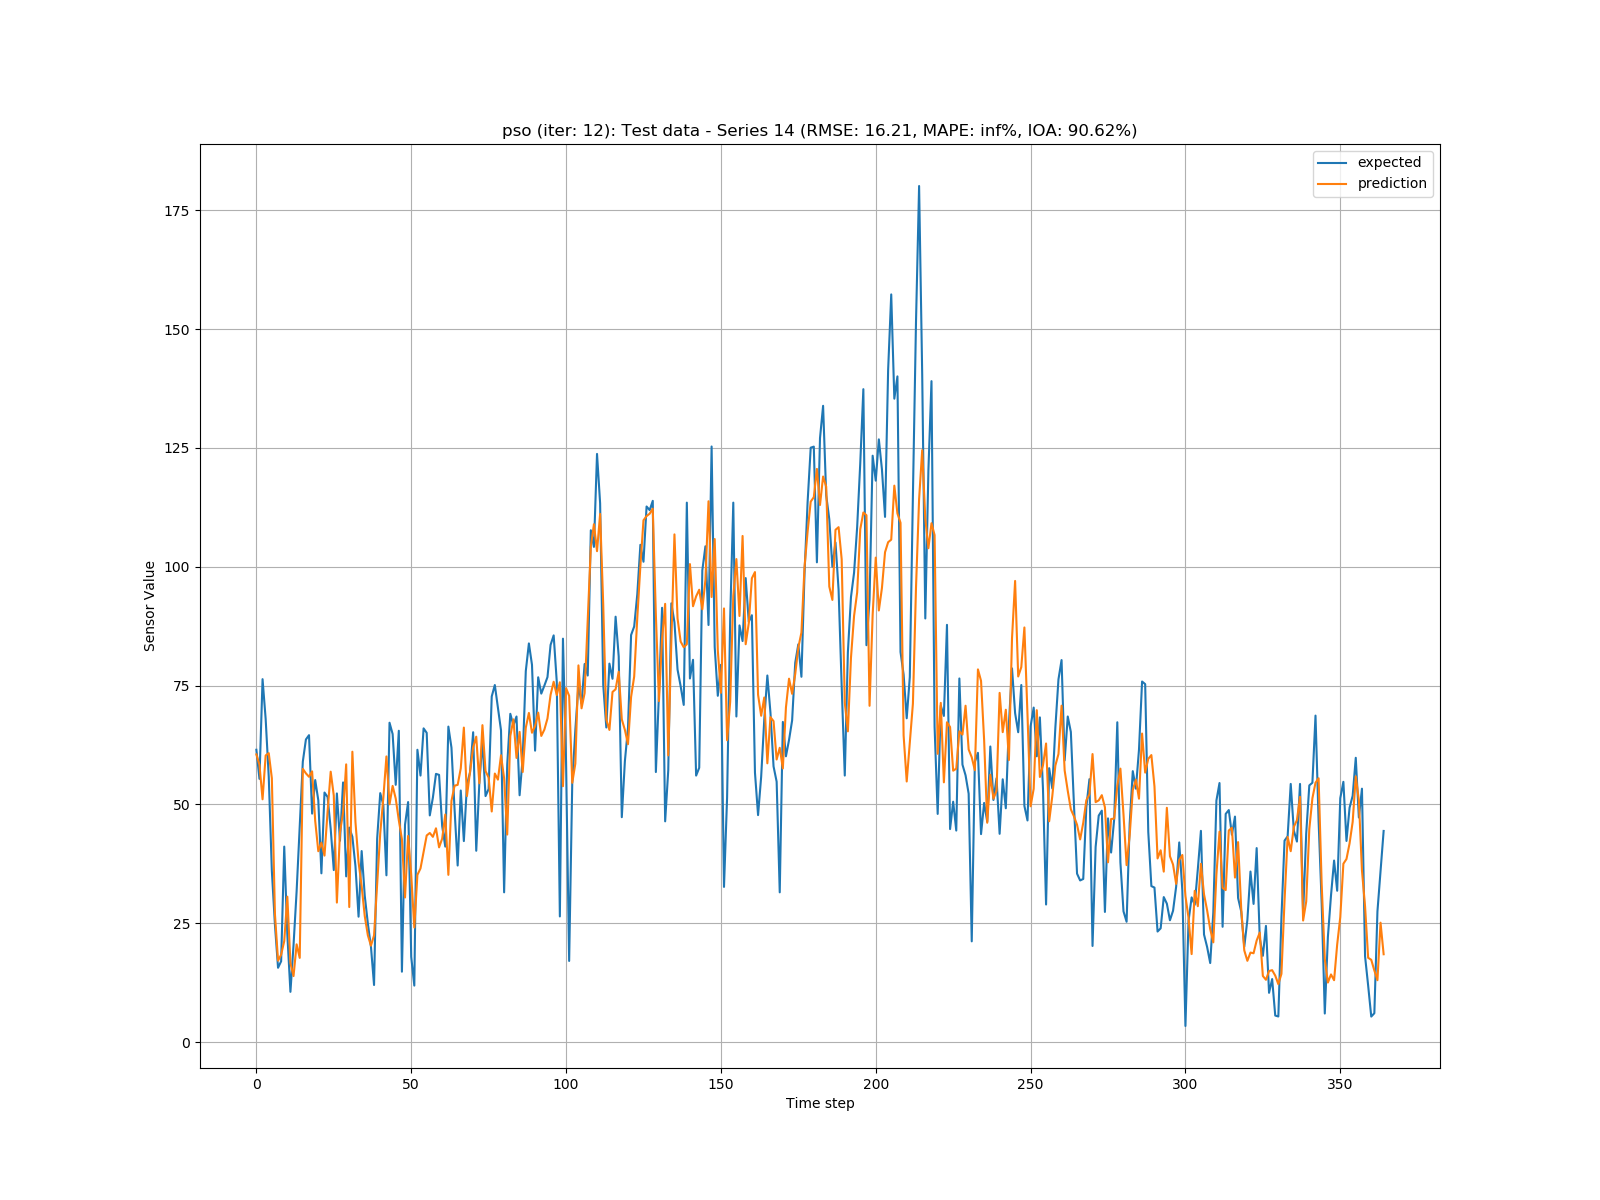 pso (iter: 12): Test data - Series 14 (RMSE: 16.21, MAPE: inf%, IOA: 90.62%)
expected
prediction
175
150
125
100
75
50
25
0
Sensor Value
0 50 100 150 200 250 300 350
Time step